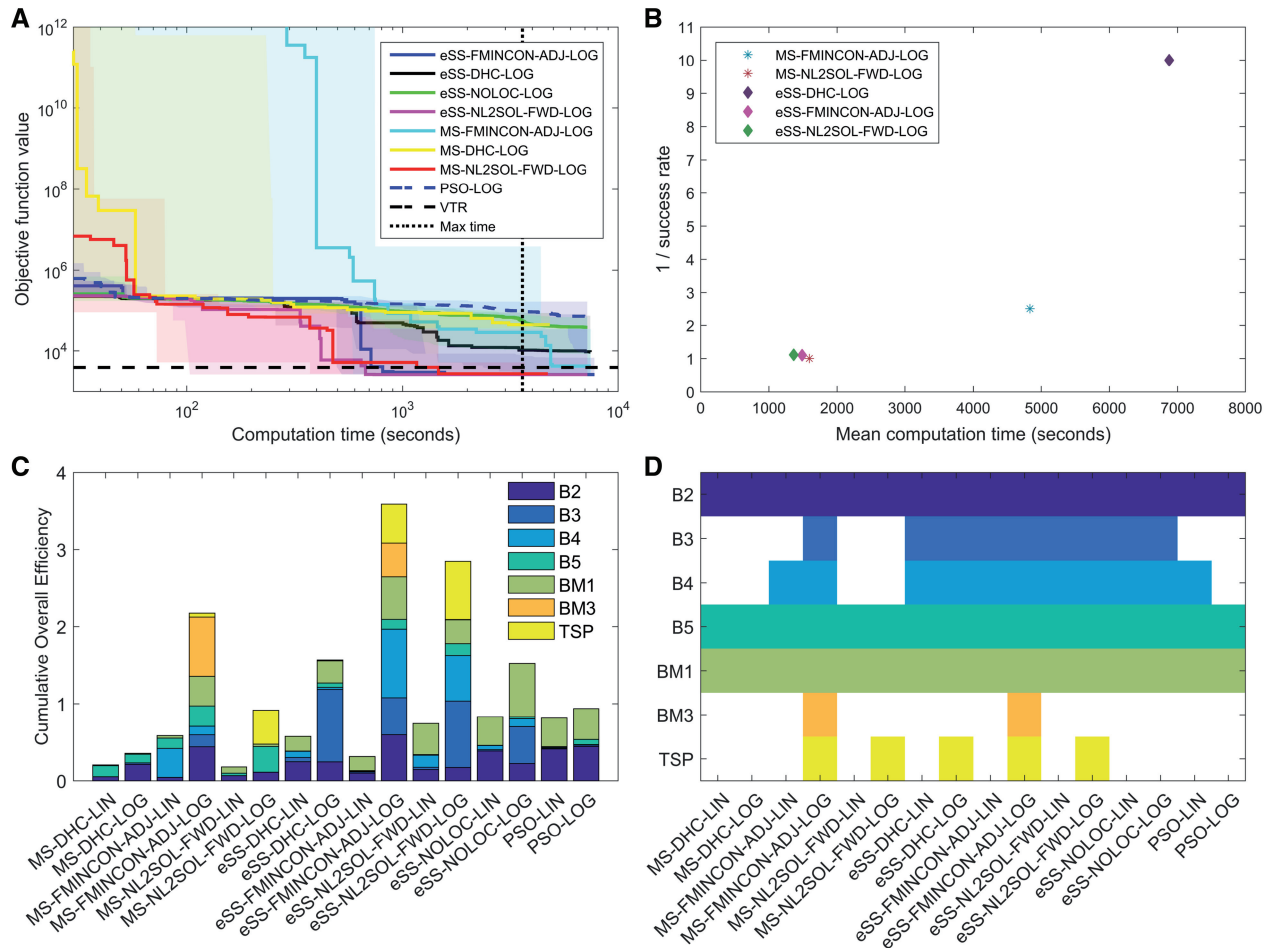 A
Objective function value
10^12
10^10
10^8
10^6
10^4
eSS-FMINCON-ADJ-LOG
eSS-DHC-LOG
eSS-NOLOC-LOG
eSS-NL2SOL-FWD-LOG
MS-FMINCON-ADJ-LOG
MS-DHC-LOG
MS-NL2SOL-FWD-LOG
PSO-LOG
VTR
Max time
10^2
10^3
10^4
Computation time (seconds)
B
1 / success rate
11
10
9
8
7
6
5
4
3
2
1
0
MS-FMINCON-ADJ-LOG
MS-NL2SOL-FWD-LOG
eSS-DHC-LOG
eSS-FMINCON-ADJ-LOG
eSS-NL2SOL-FWD-LOG
0 1000 2000 3000 4000 5000 6000 7000 8000
Mean computation time (seconds)
C
Cumulative Overall Efficiency
4
3
2
1
0
B2
B3
B4
B5
BM1
BM3
TSP
MS-DHC-LIN
MS-DHC-LOG
MS-FMINCON-ADJ-LIN
MS-FMINCON-ADJ-LOG
MS-NL2SOL-FWD-LIN
MS-NL2SOL-FWD-LOG
eSS-DHC-LIN
eSS-DHC-LOG
eSS-FMINCON-ADJ-LIN
eSS-FMINCON-ADJ-LOG
eSS-NL2SOL-FWD-LIN
eSS-NL2SOL-FWD-LOG
eSS-NOLOC-LIN
eSS-NOLOC-LOG
PSO-LIN
PSO-LOG
D
B2
B3
B4
B5
BM1
BM3
TSP
MS-DHC-LIN
MS-DHC-LOG
MS-FMINCON-ADJ-LIN
MS-FMINCON-ADJ-LOG
MS-NL2SOL-FWD-LIN
MS-NL2SOL-FWD-LOG
eSS-DHC-LIN
eSS-DHC-LOG
eSS-FMINCON-ADJ-LIN
eSS-FMINCON-ADJ-LOG
eSS-NL2SOL-FWD-LIN
eSS-NL2SOL-FWD-LOG
eSS-NOLOC-LIN
eSS-NOLOC-LOG
PSO-LIN
PSO-LOG